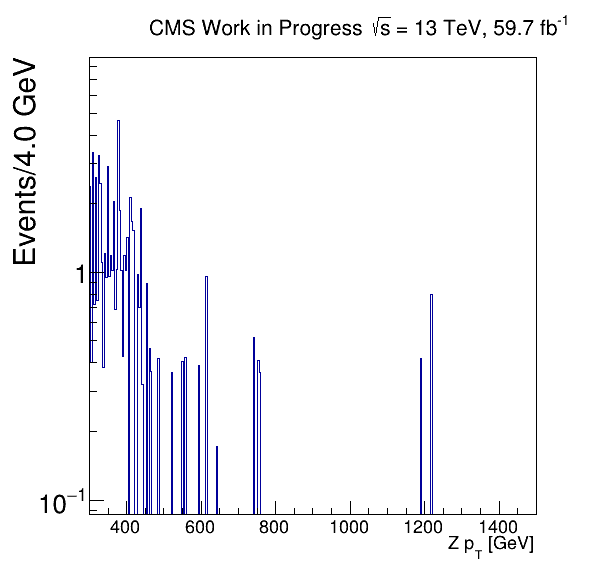 CMS Work in Progress √s = 13 TeV, 59.7 fb⁻¹
Events/4.0 GeV
1
10⁻¹
400 600 800 1000 1200 1400
Z p_T [GeV]